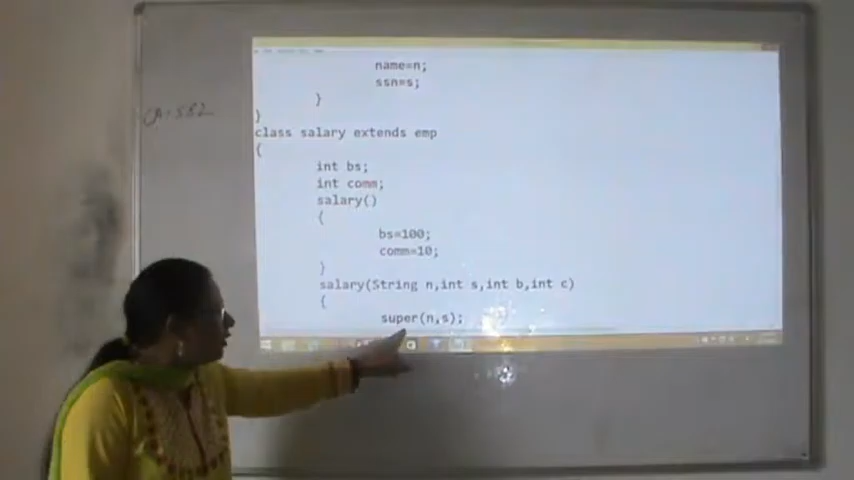 name=n;
ssn=s;
}
}
class salary extends emp
{
int bs;
int comm;
salary()
{
bs=100;
comm=10;
}
salary(String n,int s,int b,int c)
{
super(n,s);